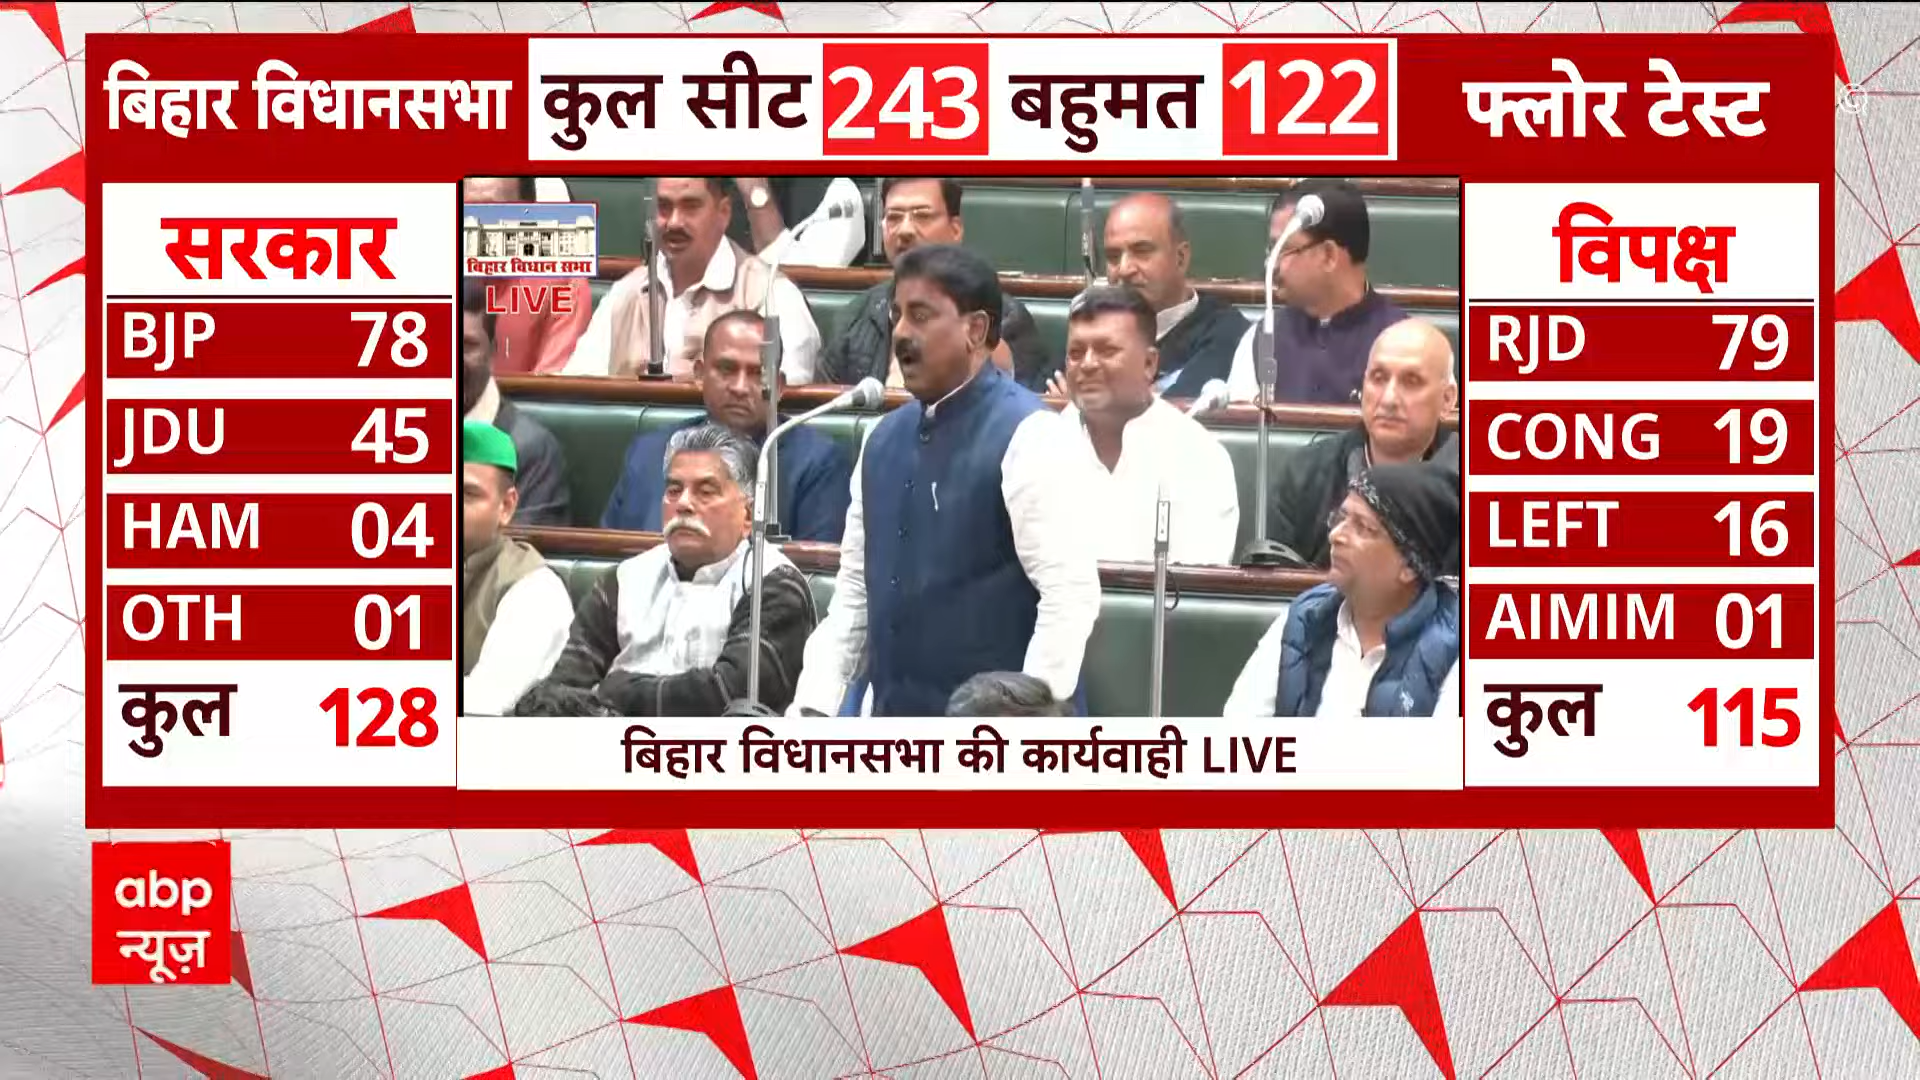 बिहार विधानसभा
कुल सीट 243 बहुमत 122
फ्लोर टेस्ट
सरकार
BJP 78
JDU 45
HAM 04
OTH 01
कुल 128
बिहार विधान सभा
LIVE
बिहार विधानसभा की कार्यवाही LIVE
विपक्ष
RJD 79
CONG 19
LEFT 16
AIMIM 01
कुल 115
abp
न्यूज़